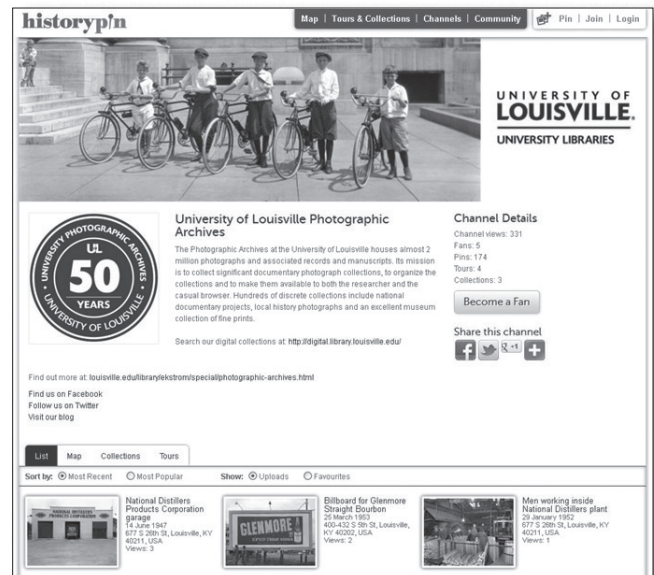 historypin
Map | Tours & Collections | Channels | Community
Pin | Join | Login
UNIVERSITY OF
LOUISVILLE.
UNIVERSITY LIBRARIES
UNIVERSITY PHOTOGRAPHIC ARCHIVES
UL
50
YEARS
UNIVERSITY OF LOUISVILLE
University of Louisville Photographic
Archives
The Photographic Archives at the University of Louisville houses almost 2
million photographs and associated records and manuscripts. Its mission
is to collect significant documentary photograph collections, to organize the
collections and to make them available to both the researcher and the
casual browser. Hundreds of discrete collections include national
documentary projects, local history photographs and an excellent museum
collection of fine prints.
Search our digital collections at: http://digital.library.louisville.edu/
Channel Details
Channel views: 331
Fans: 5
Pins: 174
Tours: 4
Collections: 3
Become a Fan
Share this channel
f
g +1
+
Find out more at: louisville.edu/library/ekstrom/special/photographic-archives.html
Find us on Facebook
Follow us on Twitter
Visit our blog
List Map Collections Tours
Sort by: Most Recent Most Popular Show: Uploads Favourites
NATIONAL DISTILLERS
PRODUCTS CORPORATION
National Distillers
Products Corporation
garage
14 June 1947
677 S 26th St, Louisville, KY
40211, USA
Views: 3
GLENMORE
Billboard for Glenmore
Straight Bourbon
25 March 1953
400-432 S 5th St, Louisville,
KY 40202, USA
Views: 2
Men working inside
National Distillers plant
29 January 1952
677 S 26th St, Louisville, KY
40211, USA
Views: 1